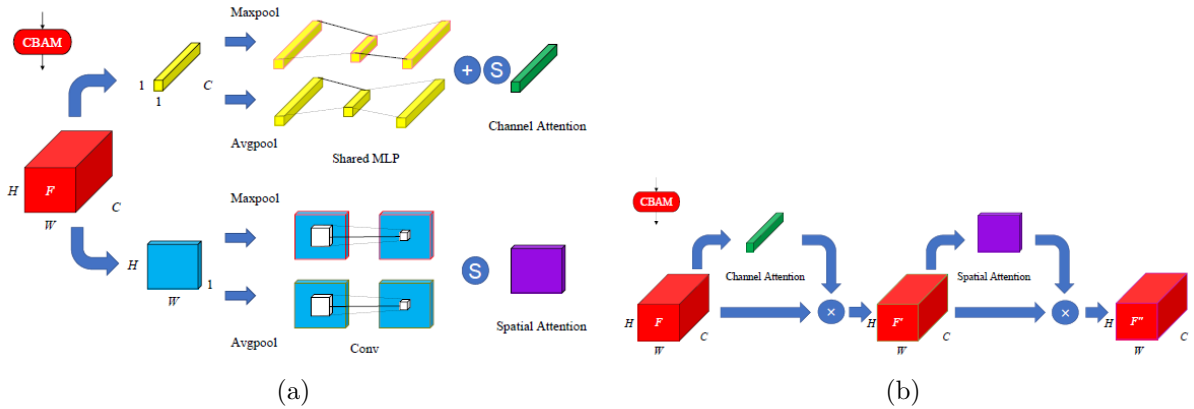 CBAM
Maxpool
1
1
C
+
S
Channel Attention
Avgpool
Shared MLP
H
F
W
C
Maxpool
H
W
1
S
Spatial Attention
Avgpool
Conv
(a)
CBAM
Channel Attention
Spatial Attention
H
F
W
C
×
H
F'
W
C
×
H
F''
W
C
(b)